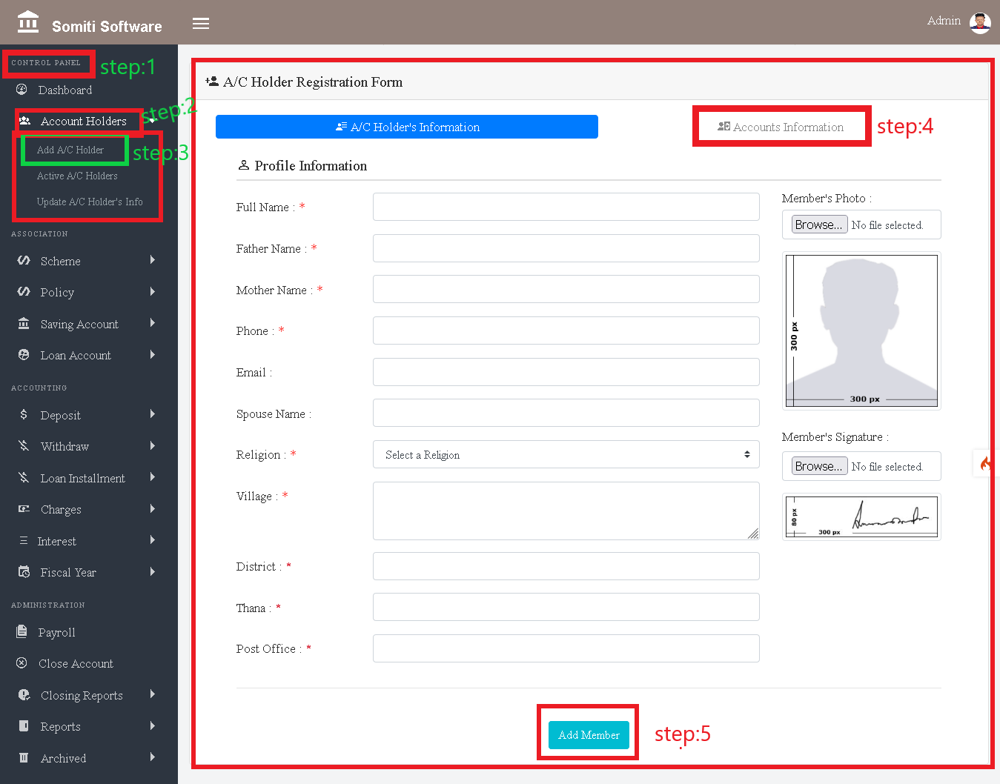 Somiti Software
Admin
CONTROL PANEL
step:1
Dashboard
Account Holders
step:2
Add A/C Holder
step:3
Active A/C Holders
Update A/C Holder's Info
ASSOCIATION
Scheme
Policy
Saving Account
Loan Account
ACCOUNTING
Deposit
Withdraw
Loan Installment
Charges
Interest
Fiscal Year
ADMINISTRATION
Payroll
Close Account
Closing Reports
Reports
Archived
A/C Holder Registration Form
A/C Holder's Information
Accounts Information
step:4
Profile Information
Full Name : *
Father Name : *
Mother Name : *
Phone : *
Email :
Spouse Name :
Religion : *
Select a Religion
Village : *
District : *
Thana : *
Post Office : *
Member's Photo :
Browse... No file selected.
300 px
300 px
Member's Signature :
Browse... No file selected.
80 px
300 px
Add Member
step:5